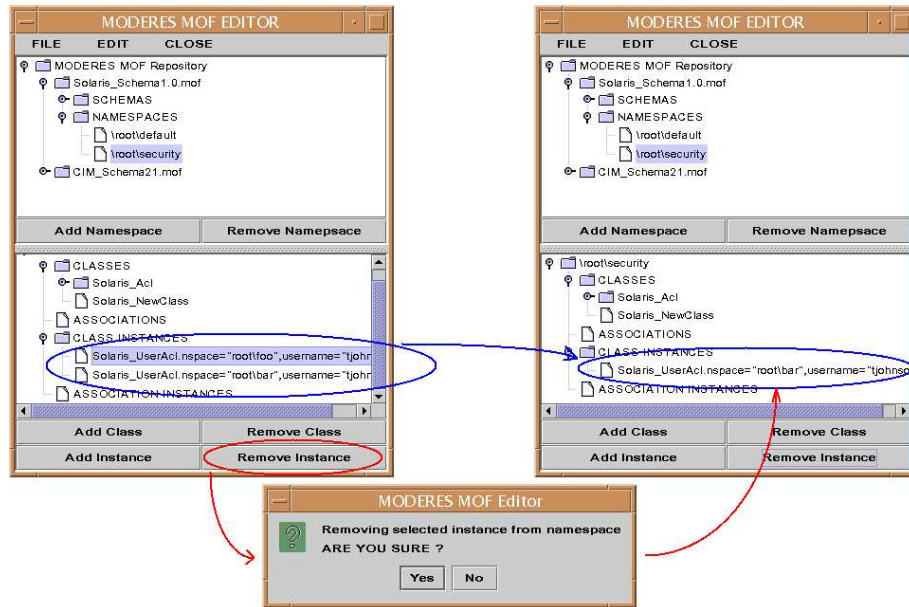 MODERES MOF EDITOR
FILE EDIT CLOSE
MODERES MOF Repository
Solaris_Schema1.0.mof
SCHEMAS
NAMESPACES
\root\default
\root\security
CIM_Schema21.mof
Add Namespace Remove Namepsace
CLASSES
Solaris_Acl
Solaris_NewClass
ASSOCIATIONS
CLASS INSTANCES
Solaris_UserAcl.nspace="root\foo",username="tjohn
Solaris_UserAcl.nspace="root\bar",username="tjohn
ASSOCIATION INSTANCES
Add Class Remove Class
Add Instance Remove Instance
MODERES MOF EDITOR
FILE EDIT CLOSE
MODERES MOF Repository
Solaris_Schema1.0.mof
SCHEMAS
NAMESPACES
\root\default
\root\security
CIM_Schema21.mof
Add Namespace Remove Namepsace
\root\security
CLASSES
Solaris_Acl
Solaris_NewClass
ASSOCIATIONS
CLASS INSTANCES
Solaris_UserAcl.nspace="root\bar",username="tjohnso
ASSOCIATION INSTANCES
Add Class Remove Class
Add Instance Remove Instance
MODERES MOF Editor
Removing selected instance from namespace
ARE YOU SURE ?
Yes No